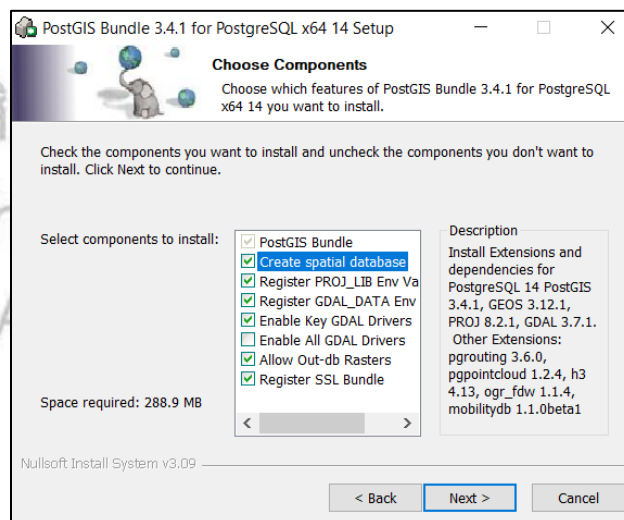 PostGIS Bundle 3.4.1 for PostgreSQL x64 14 Setup
Choose Components
Choose which features of PostGIS Bundle 3.4.1 for PostgreSQL
x64 14 you want to install.
Check the components you want to install and uncheck the components you don't want to
install. Click Next to continue.
Select components to install:
PostGIS Bundle
Create spatial database
Register PROJ_LIB Env Va
Register GDAL_DATA Env
Enable Key GDAL Drivers
Enable All GDAL Drivers
Allow Out-db Rasters
Register SSL Bundle
Description
Install Extensions and
dependencies for
PostgreSQL 14 PostGIS
3.4.1, GEOS 3.12.1,
PROJ 8.2.1, GDAL 3.7.1.
Other Extensions:
pgrouting 3.6.0,
pgpointcloud 1.2.4, h3
4.13, ogr_fdw 1.1.4,
mobilitydb 1.1.0beta1
Space required: 288.9 MB
Nullsoft Install System v3.09
< Back
Next >
Cancel